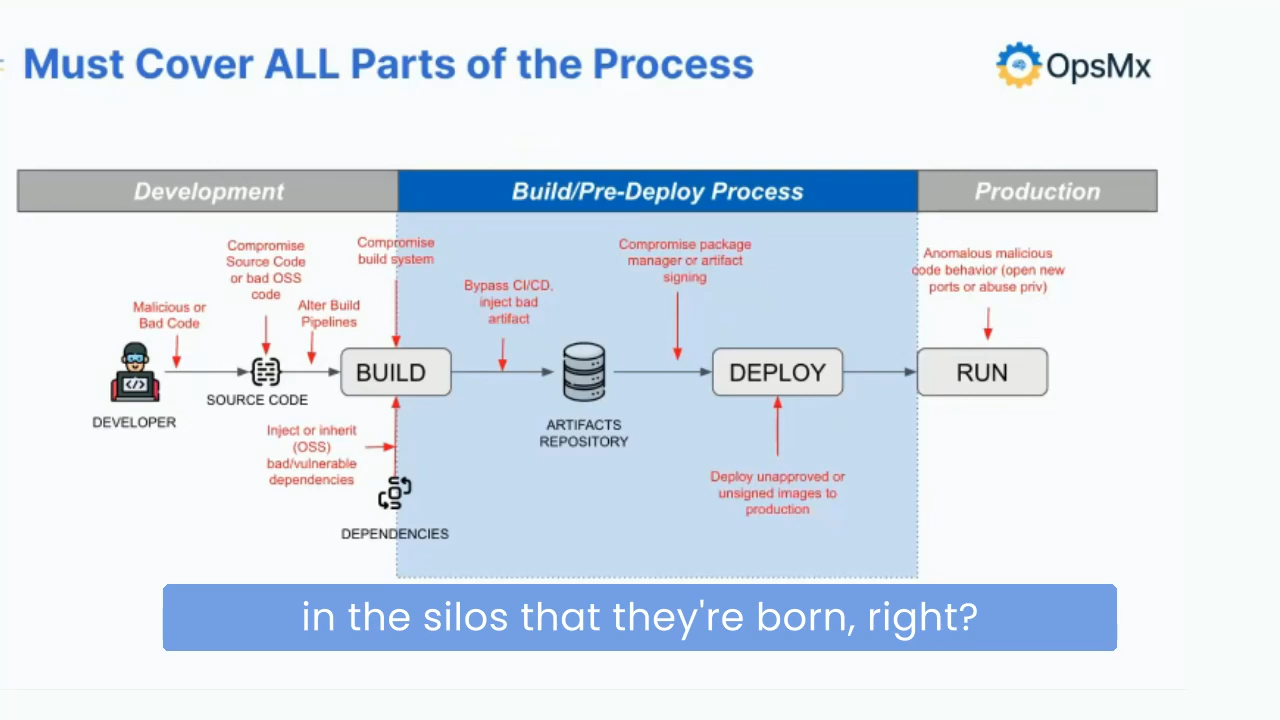 Must Cover ALL Parts of the Process
OpsMx
Development
Build/Pre-Deploy Process
Production
Compromise
Source Code
or bad OSS
code
Compromise
build system
Compromise package
manager or artifact
signing
Anomalous malicious
code behavior (open new
ports or abuse priv)
Malicious or
Bad Code
Alter Build
Pipelines
Bypass CI/CD,
inject bad
artifact
</>
DEVELOPER
SOURCE CODE
BUILD
ARTIFACTS
REPOSITORY
DEPLOY
RUN
Inject or inherit
(OSS)
bad/vulnerable
dependencies
DEPENDENCIES
Deploy unapproved or
unsigned images to
production
in the silos that they're born, right?